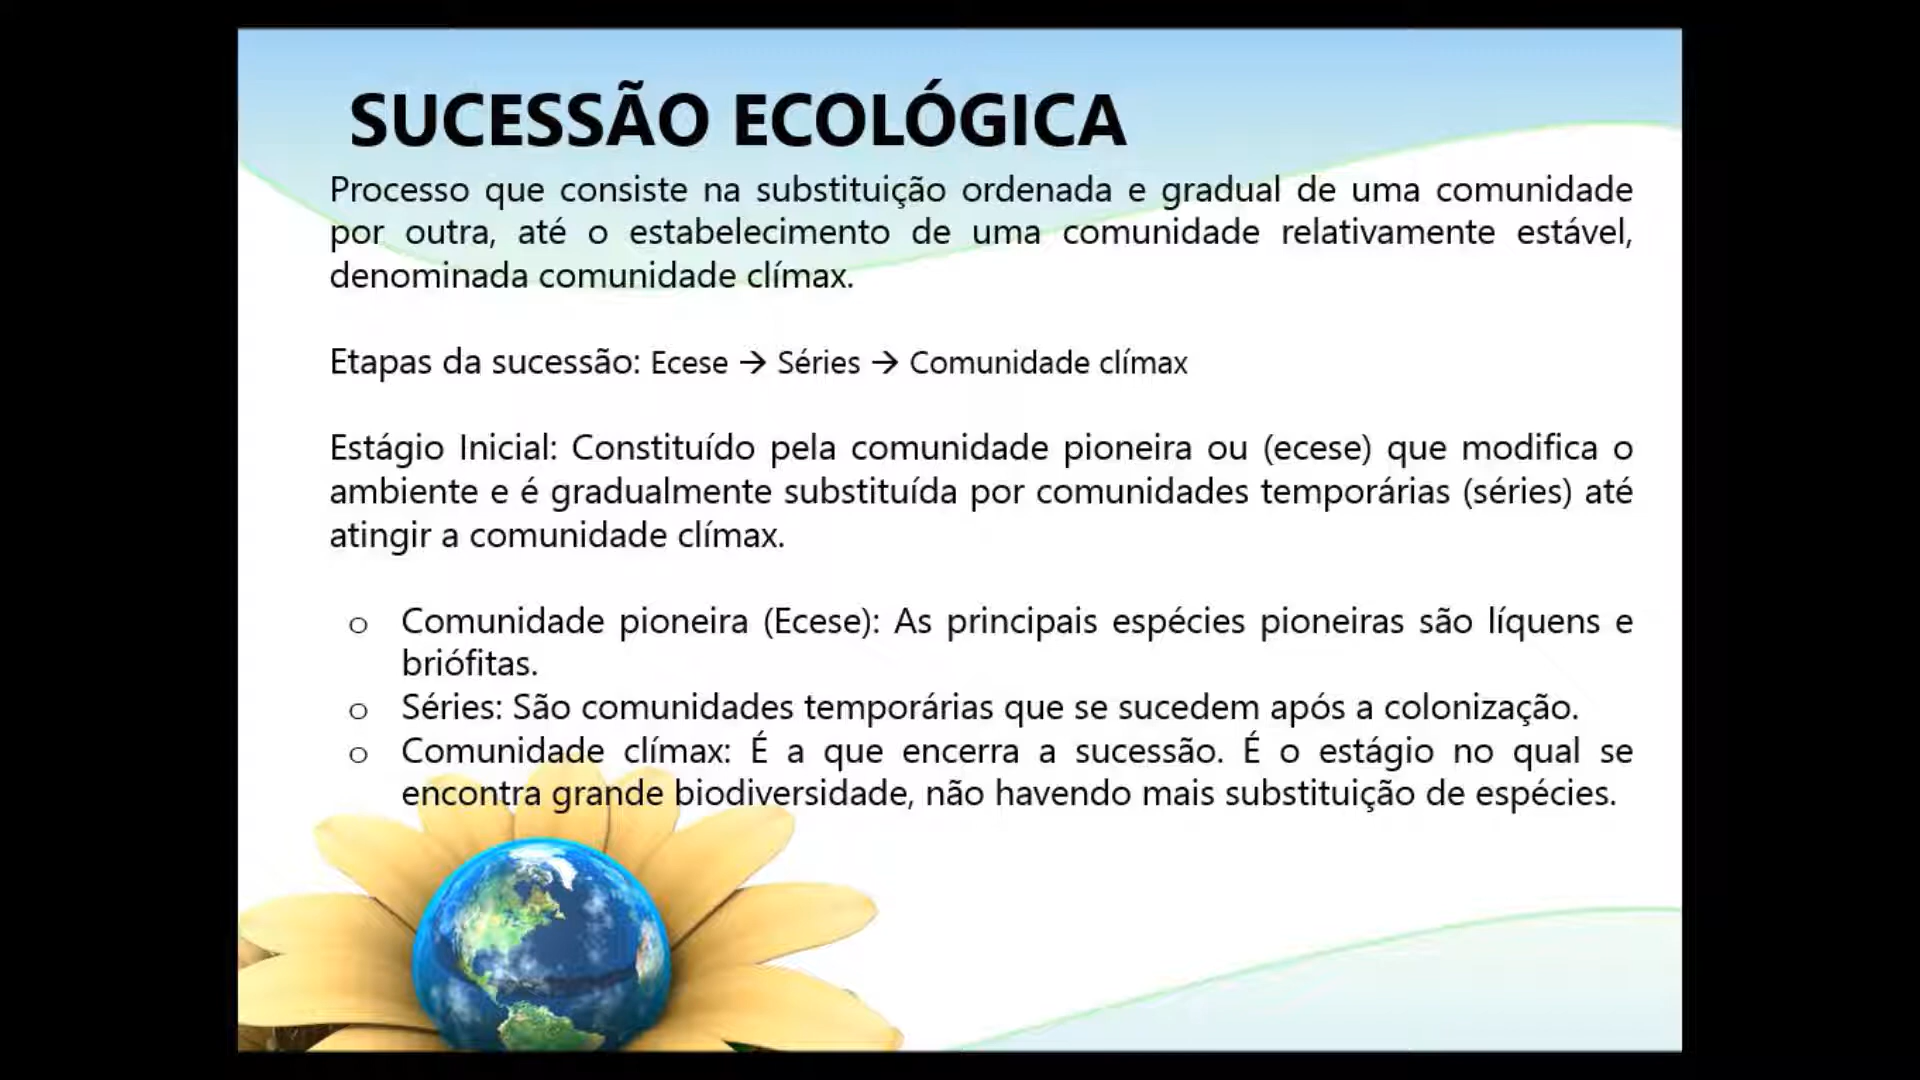 SUCESSÃO ECOLÓGICA
Processo que consiste na substituição ordenada e gradual de uma comunidade
por outra, até o estabelecimento de uma comunidade relativamente estável,
denominada comunidade clímax.
Etapas da sucessão: Ecese → Séries → Comunidade clímax
Estágio Inicial: Constituído pela comunidade pioneira ou (ecese) que modifica o
ambiente e é gradualmente substituída por comunidades temporárias (séries) até
atingir a comunidade clímax.
o Comunidade pioneira (Ecese): As principais espécies pioneiras são líquens e
briófitas.
o Séries: São comunidades temporárias que se sucedem após a colonização.
o Comunidade clímax: É a que encerra a sucessão. É o estágio no qual se
encontra grande biodiversidade, não havendo mais substituição de espécies.